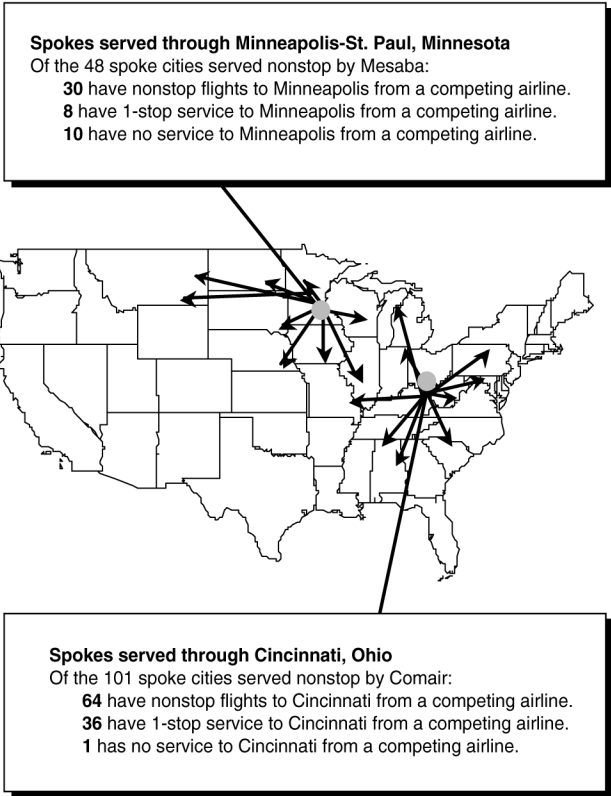 Spokes served through Minneapolis-St. Paul, Minnesota
Of the 48 spoke cities served nonstop by Mesaba:
30 have nonstop flights to Minneapolis from a competing airline.
8 have 1-stop service to Minneapolis from a competing airline.
10 have no service to Minneapolis from a competing airline.
Spokes served through Cincinnati, Ohio
Of the 101 spoke cities served nonstop by Comair:
64 have nonstop flights to Cincinnati from a competing airline.
36 have 1-stop service to Cincinnati from a competing airline.
1 has no service to Cincinnati from a competing airline.